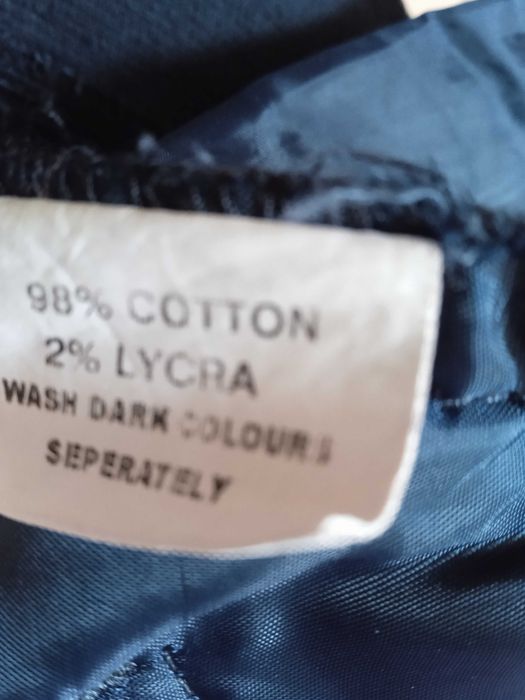 98% COTTON
2% LYCRA
WASH DARK COLOURS
SEPERATELY